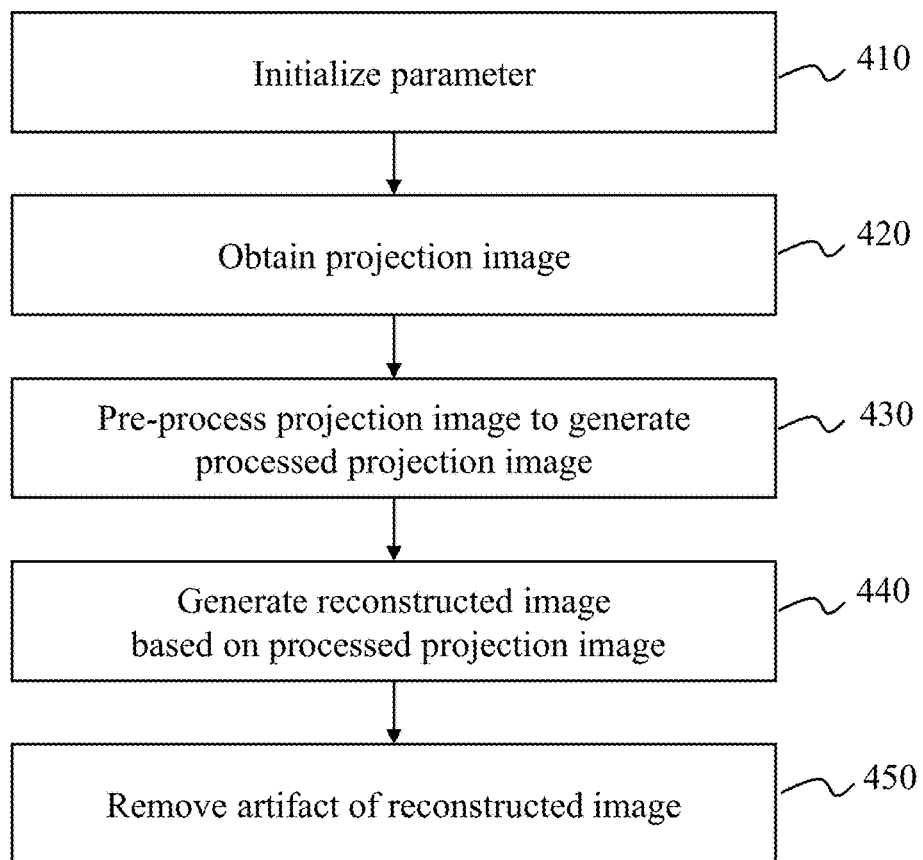 Initialize parameter
410
Obtain projection image
420
Pre-process projection image to generate
processed projection image
430
Generate reconstructed image
based on processed projection image
440
Remove artifact of reconstructed image
450